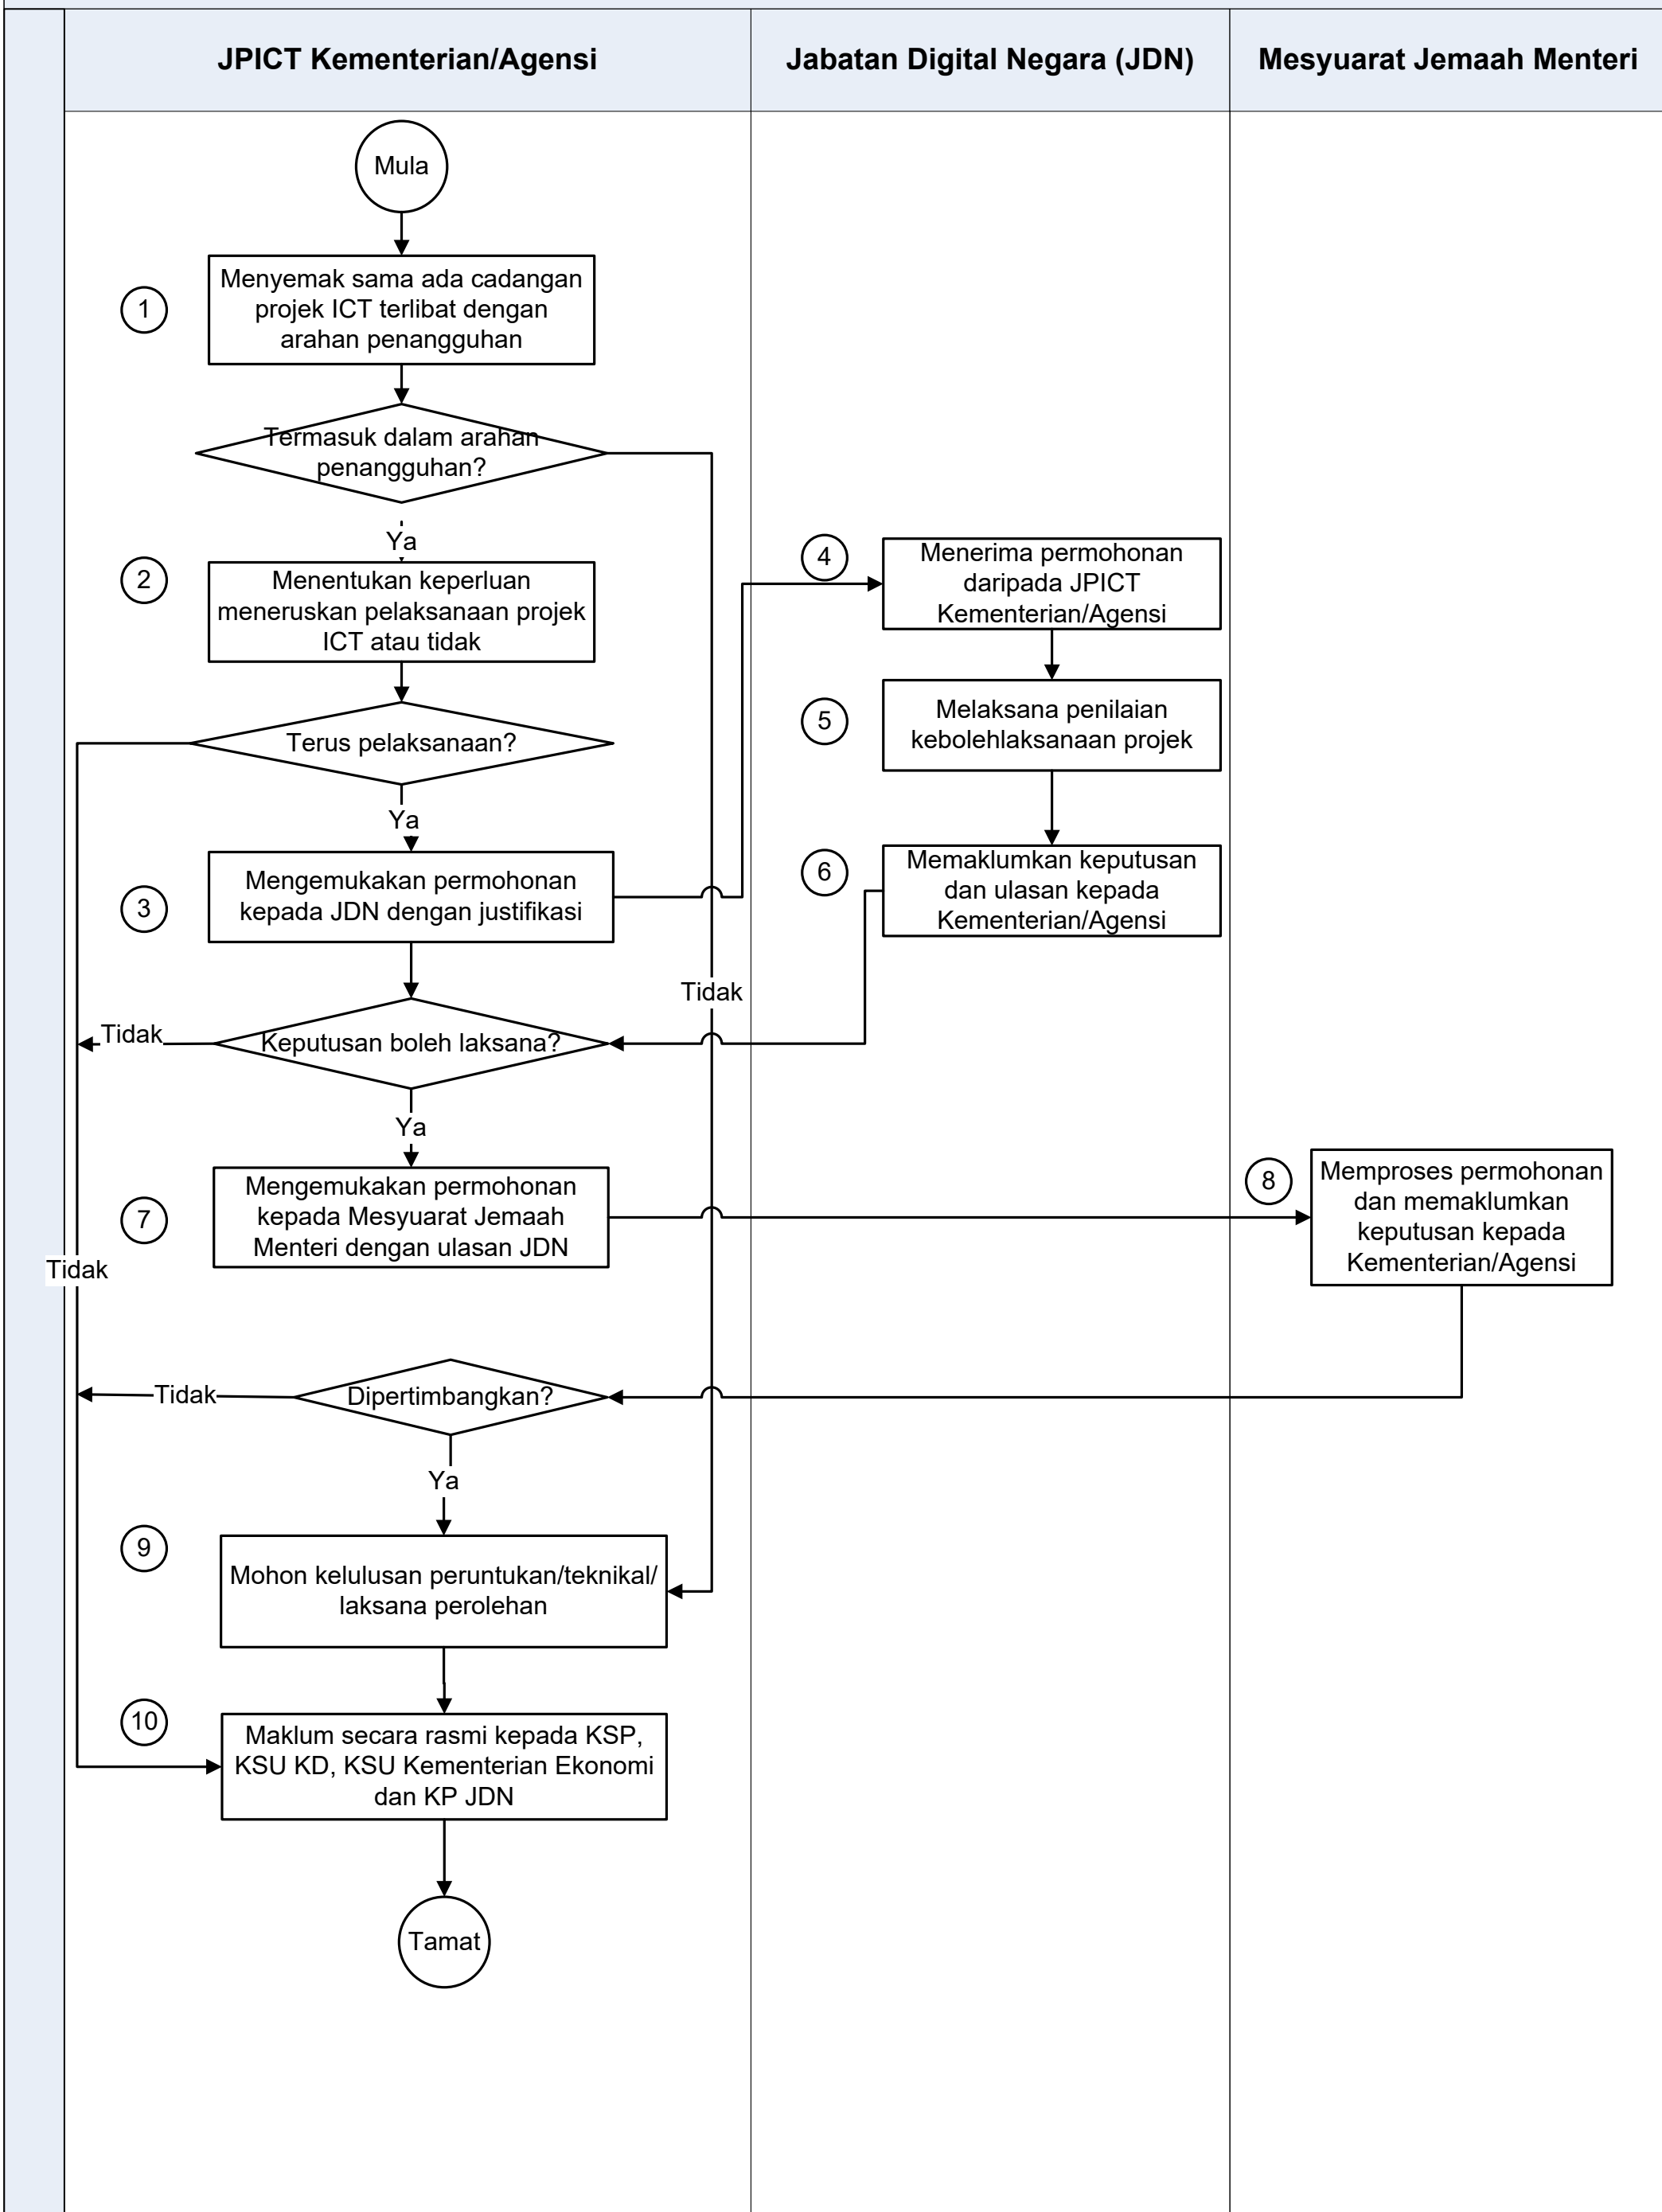 JPICT Kementerian/Agensi
Jabatan Digital Negara (JDN)
Mesyuarat Jemaah Menteri
Mula
1
Menyemak sama ada cadangan
projek ICT terlibat dengan
arahan penangguhan
Termasuk dalam arahan
penangguhan?
Ya
2
Menentukan keperluan
meneruskan pelaksanaan projek
ICT atau tidak
4
Menerima permohonan
daripada JPICT
Kementerian/Agensi
Terus pelaksanaan?
5
Melaksana penilaian
kebolehlaksanaan projek
Ya
3
Mengemukakan permohonan
kepada JDN dengan justifikasi
6
Memaklumkan keputusan
dan ulasan kepada
Kementerian/Agensi
Tidak
Tidak
Keputusan boleh laksana?
Ya
7
Mengemukakan permohonan
kepada Mesyuarat Jemaah
Menteri dengan ulasan JDN
8
Memproses permohonan
dan memaklumkan
keputusan kepada
Kementerian/Agensi
Tidak
Tidak
Dipertimbangkan?
Ya
9
Mohon kelulusan peruntukan/teknikal/
laksana perolehan
10
Maklum secara rasmi kepada KSP,
KSU KD, KSU Kementerian Ekonomi
dan KP JDN
Tamat